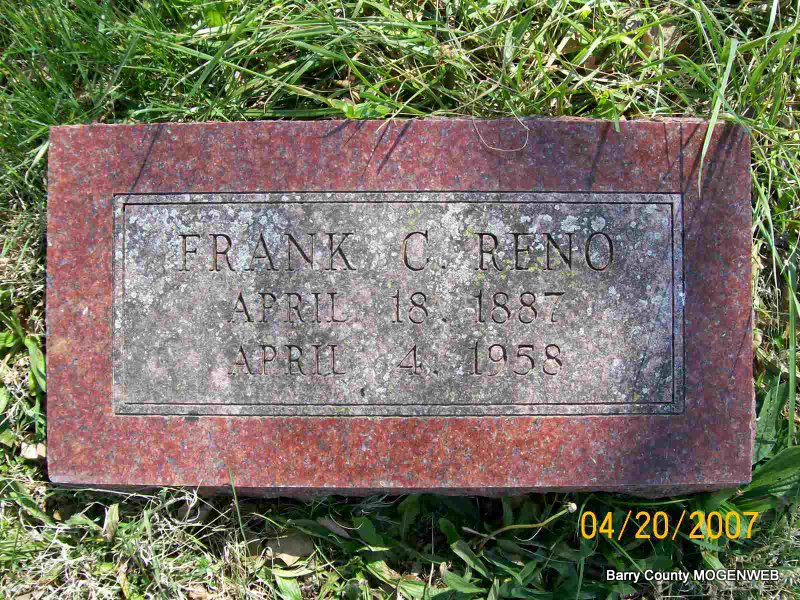 FRANK C. RENO
APRIL 18. 1887
APRIL 4. 1958
04/20/2007
Barry County MOGENWEB